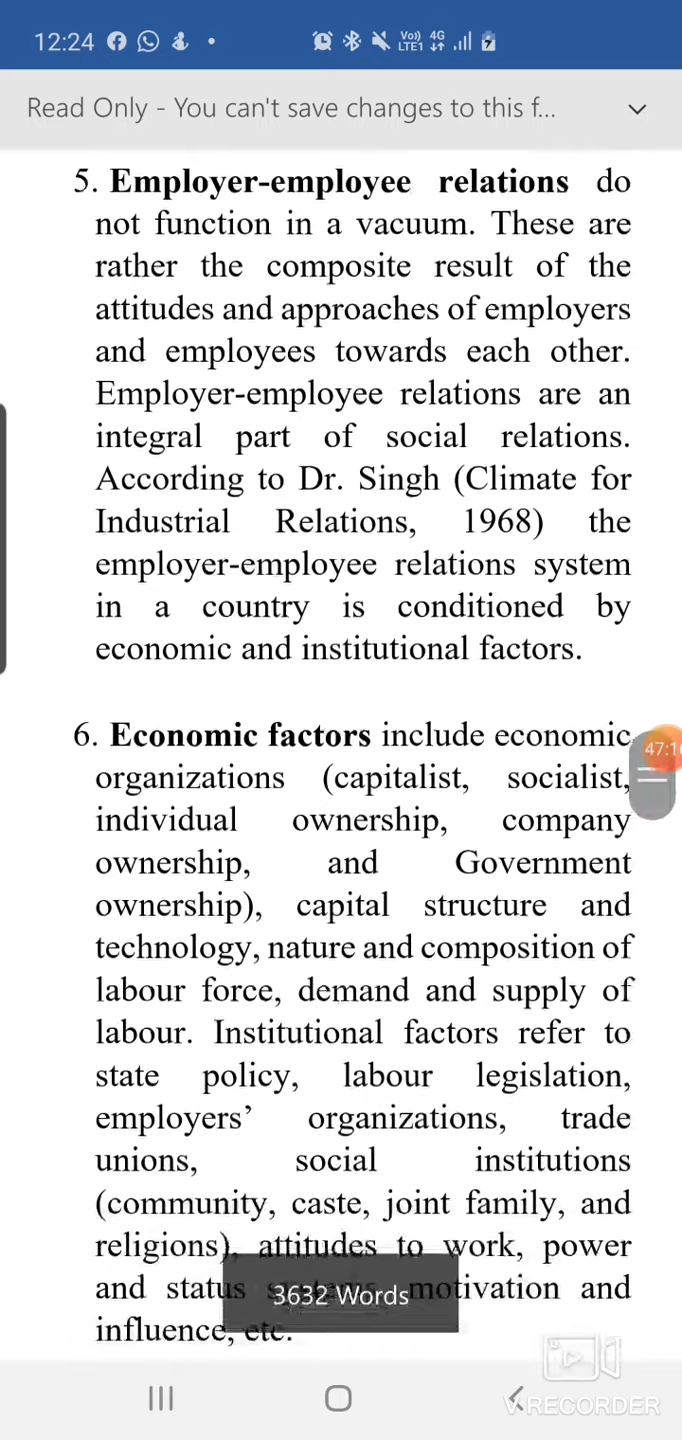 12:24
Vo)) 4G
LTE1
Read Only - You can't save changes to this f...
5. Employer-employee relations do
not function in a vacuum. These are
rather the composite result of the
attitudes and approaches of employers
and employees towards each other.
Employer-employee relations are an
integral part of social relations.
According to Dr. Singh (Climate for
Industrial Relations, 1968) the
employer-employee relations system
in a country is conditioned by
economic and institutional factors.
6. Economic factors include economic
47:1
organizations (capitalist, socialist,
individual ownership, company
ownership, and Government
ownership), capital structure and
technology, nature and composition of
labour force, demand and supply of
labour. Institutional factors refer to
state policy, labour legislation,
employers’ organizations, trade
unions, social institutions
(community, caste, joint family, and
religions), attitudes to work, power
and status motivation and
3632 Words
influence, etc.
V RECORDER